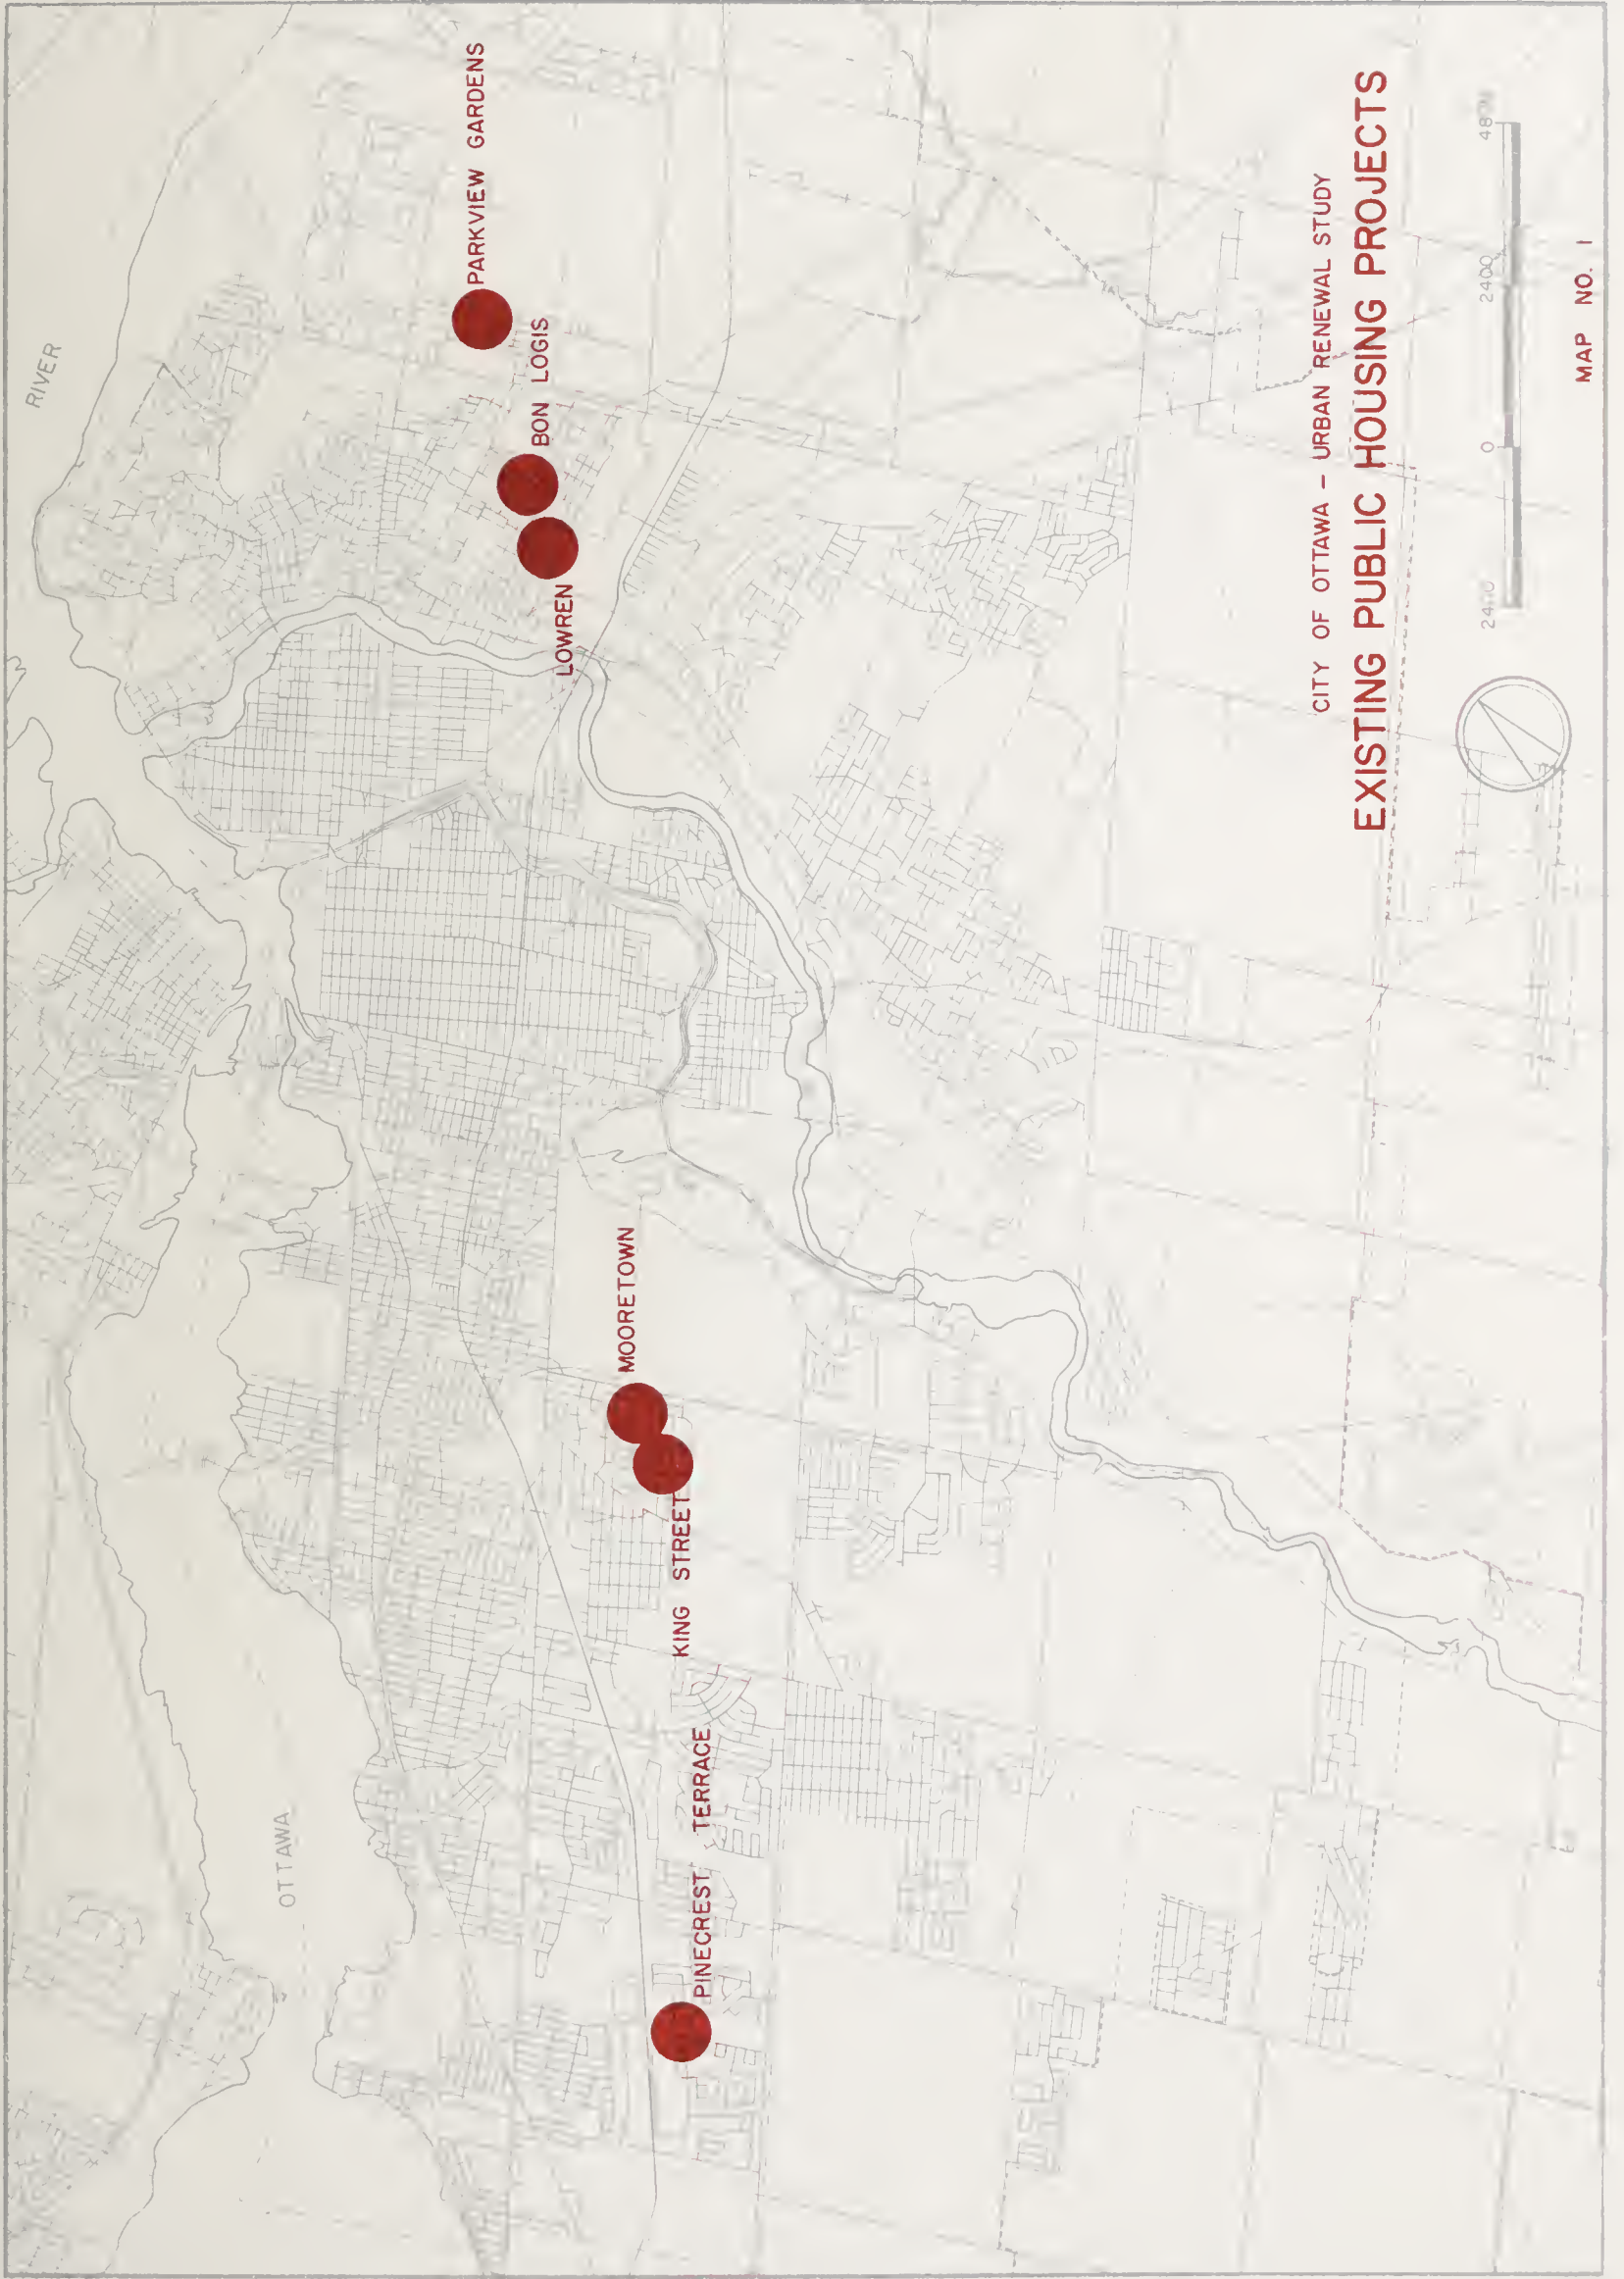 RIVER
OTTAWA
PARKVIEW GARDENS
BON LOGIS
LOWREN
MOORETOWN
KING STREET
PINECREST TERRACE
CITY OF OTTAWA - URBAN RENEWAL STUDY
EXISTING PUBLIC HOUSING PROJECTS
2400 0 2400 4800
MAP NO. 1